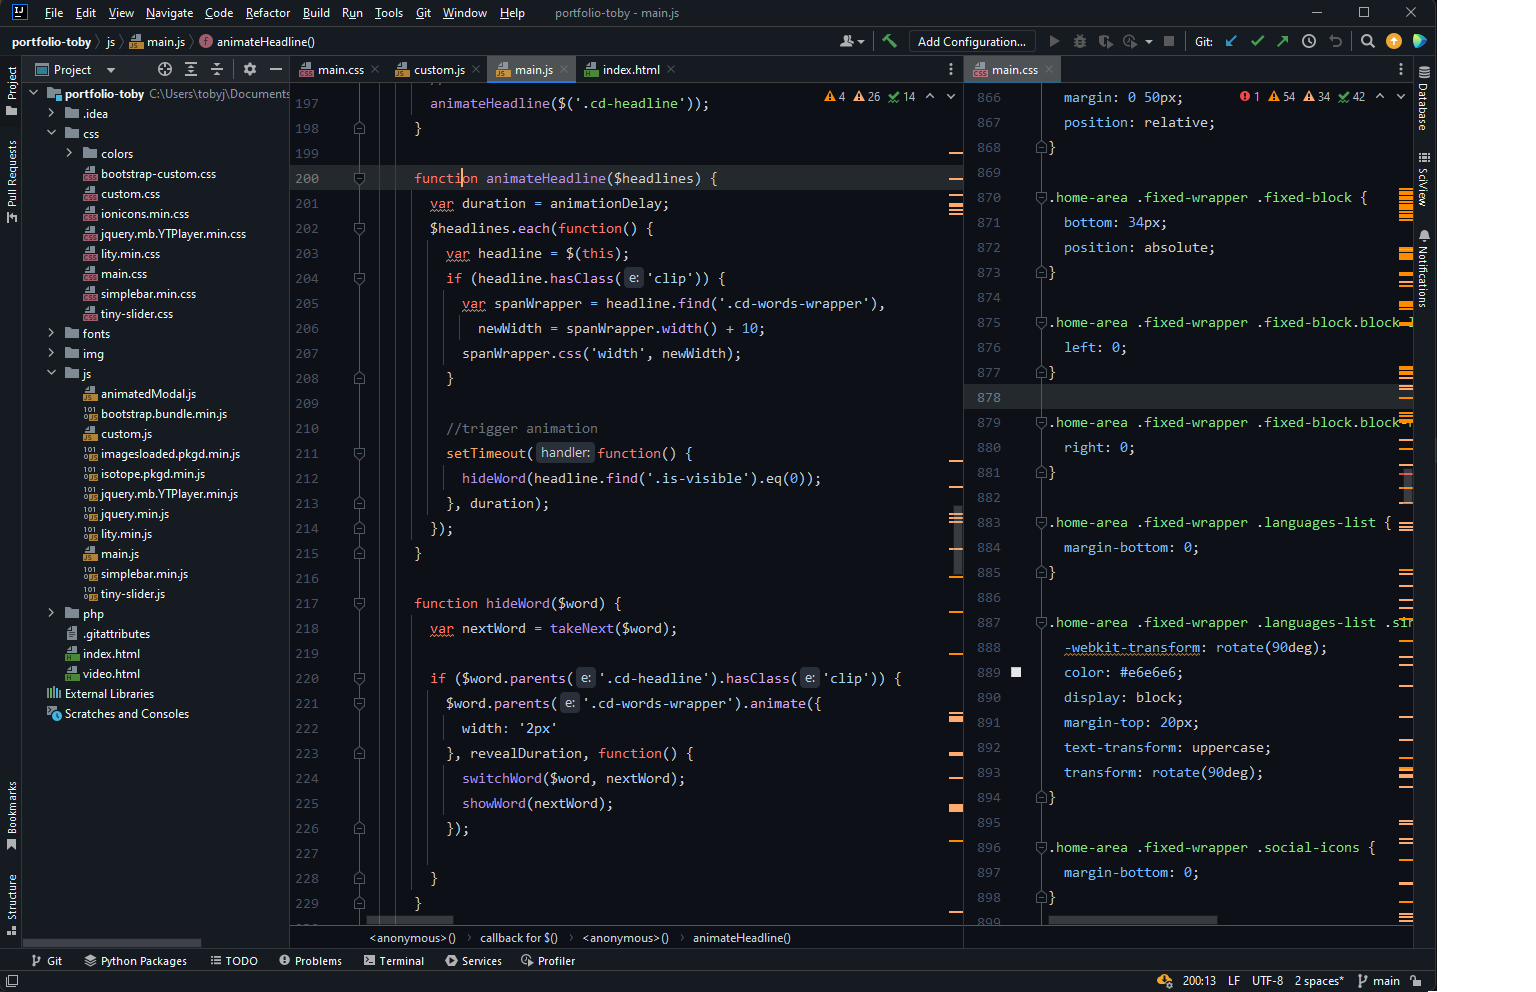 File Edit View Navigate Code Refactor Build Run Tools Git Window Help portfolio-toby - main.js
portfolio-toby js main.js animateHeadline()
Add Configuration...
Git:
Project
main.css
custom.js
main.js
index.html
main.css
Project
Pull Requests
Bookmarks
Structure
portfolio-toby C:\Users\tobyj\Documents
.idea
css
colors
bootstrap-custom.css
custom.css
ionicons.min.css
jquery.mb.YTPlayer.min.css
lity.min.css
main.css
simplebar.min.css
tiny-slider.css
fonts
img
js
animatedModal.js
bootstrap.bundle.min.js
custom.js
imagesloaded.pkgd.min.js
isotope.pkgd.min.js
jquery.mb.YTPlayer.min.js
jquery.min.js
lity.min.js
main.js
simplebar.min.js
tiny-slider.js
php
.gitattributes
index.html
video.html
External Libraries
Scratches and Consoles
4 26 14
197 animateHeadline($('.cd-headline'));
198 }
199
200 function animateHeadline($headlines) {
201 var duration = animationDelay;
202 $headlines.each(function() {
203 var headline = $(this);
204 if (headline.hasClass( e: 'clip')) {
205 var spanWrapper = headline.find('.cd-words-wrapper'),
206 newWidth = spanWrapper.width() + 10;
207 spanWrapper.css('width', newWidth);
208 }
209
210 //trigger animation
211 setTimeout( handler: function() {
212 hideWord(headline.find('.is-visible').eq(0));
213 }, duration);
214 });
215 }
216
217 function hideWord($word) {
218 var nextWord = takeNext($word);
219
220 if ($word.parents( e: '.cd-headline').hasClass( e: 'clip')) {
221 $word.parents( e: '.cd-words-wrapper').animate({
222 width: '2px'
223 }, revealDuration, function() {
224 switchWord($word, nextWord);
225 showWord(nextWord);
226 });
227
228 }
229 }
<anonymous>() callback for $() <anonymous>() animateHeadline()
1 54 34 42
866 margin: 0 50px;
867 position: relative;
868 }
869
870 .home-area .fixed-wrapper .fixed-block {
871 bottom: 34px;
872 position: absolute;
873 }
874
875 .home-area .fixed-wrapper .fixed-block.block-l
876 left: 0;
877 }
878
879 .home-area .fixed-wrapper .fixed-block.block-
880 right: 0;
881 }
882
883 .home-area .fixed-wrapper .languages-list {
884 margin-bottom: 0;
885 }
886
887 .home-area .fixed-wrapper .languages-list .sin
888 -webkit-transform: rotate(90deg);
889 color: #e6e6e6;
890 display: block;
891 margin-top: 20px;
892 text-transform: uppercase;
893 transform: rotate(90deg);
894 }
895
896 .home-area .fixed-wrapper .social-icons {
897 margin-bottom: 0;
898 }
899
Database
SciView
Notifications
Git Python Packages TODO Problems Terminal Services Profiler
200:13 LF UTF-8 2 spaces* main